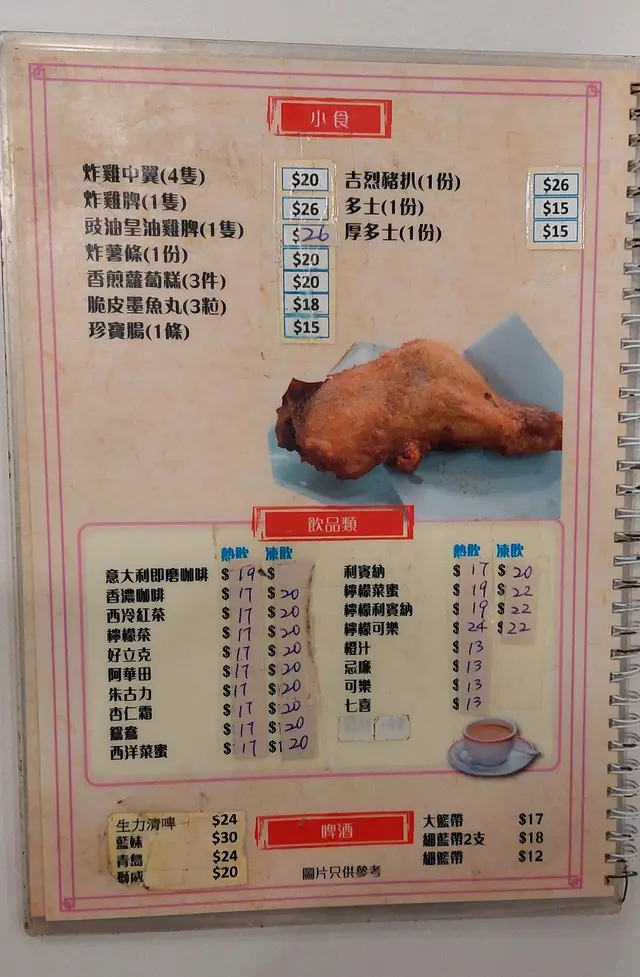 小食
炸雞中翼(4隻) $20
炸雞脾(1隻) $26
豉油皇油雞脾(1隻) $26
炸薯條(1份) $20
香煎蘿蔔糕(3件) $20
脆皮墨魚丸(3粒) $18
珍寶腸(1條) $15
吉烈豬扒(1份) $26
多士(1份) $15
厚多士(1份) $15
飲品類
熱飲 凍飲
意大利即磨咖啡 $19 $
香濃咖啡 $17 $20
西冷紅茶 $17 $20
檸檬茶 $17 $20
好立克 $17 $20
阿華田 $17 $20
朱古力 $17 $20
杏仁霜 $17 $20
鴛鴦 $17 $20
西洋菜蜜 $17 $20
熱飲 凍飲
利賓納 $17 $20
檸檬菜蜜 $19 $22
檸檬利賓納 $19 $22
檸檬可樂 $24 $22
橙汁 $13
忌廉 $13
可樂 $13
七喜 $13
啤酒
生力清啤 $24
藍妹 $30
青島 $24
獅威 $20
大藍帶 $17
細藍帶2支 $18
細藍帶 $12
圖片只供參考